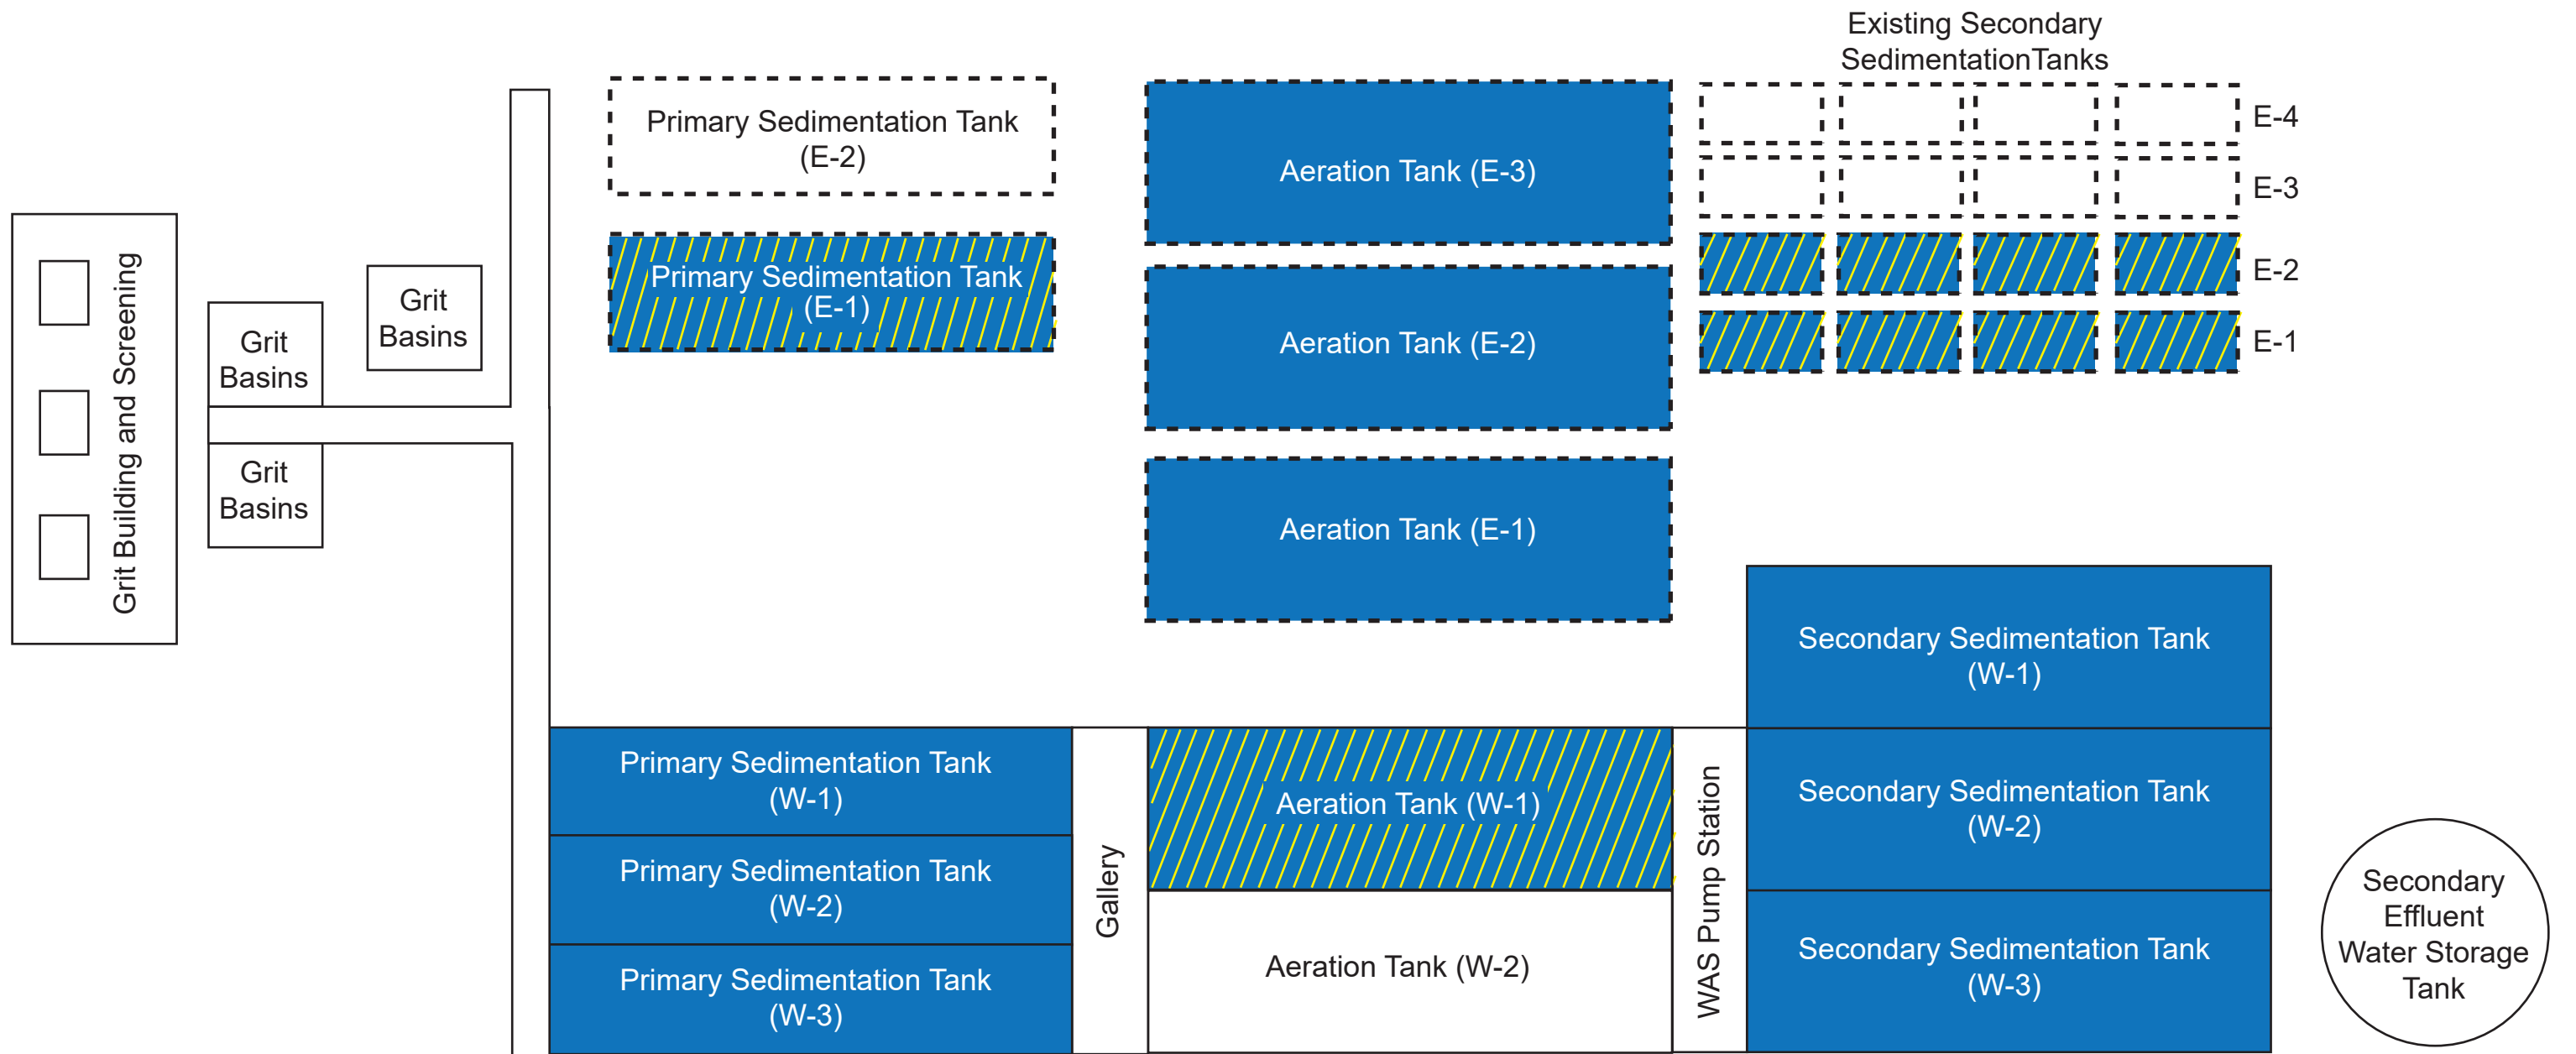 Existing Secondary
SedimentationTanks
Primary Sedimentation Tank
(E-2)
Aeration Tank (E-3)
E-4
E-3
Grit Building and Screening
Grit
Basins
Grit
Basins
Grit
Basins
Primary Sedimentation Tank
(E-1)
Aeration Tank (E-2)
E-2
E-1
Aeration Tank (E-1)
Secondary Sedimentation Tank
(W-1)
Primary Sedimentation Tank
(W-1)
Primary Sedimentation Tank
(W-2)
Primary Sedimentation Tank
(W-3)
Gallery
Aeration Tank (W-1)
Aeration Tank (W-2)
WAS Pump Station
Secondary Sedimentation Tank
(W-2)
Secondary Sedimentation Tank
(W-3)
Secondary
Effluent
Water Storage
Tank